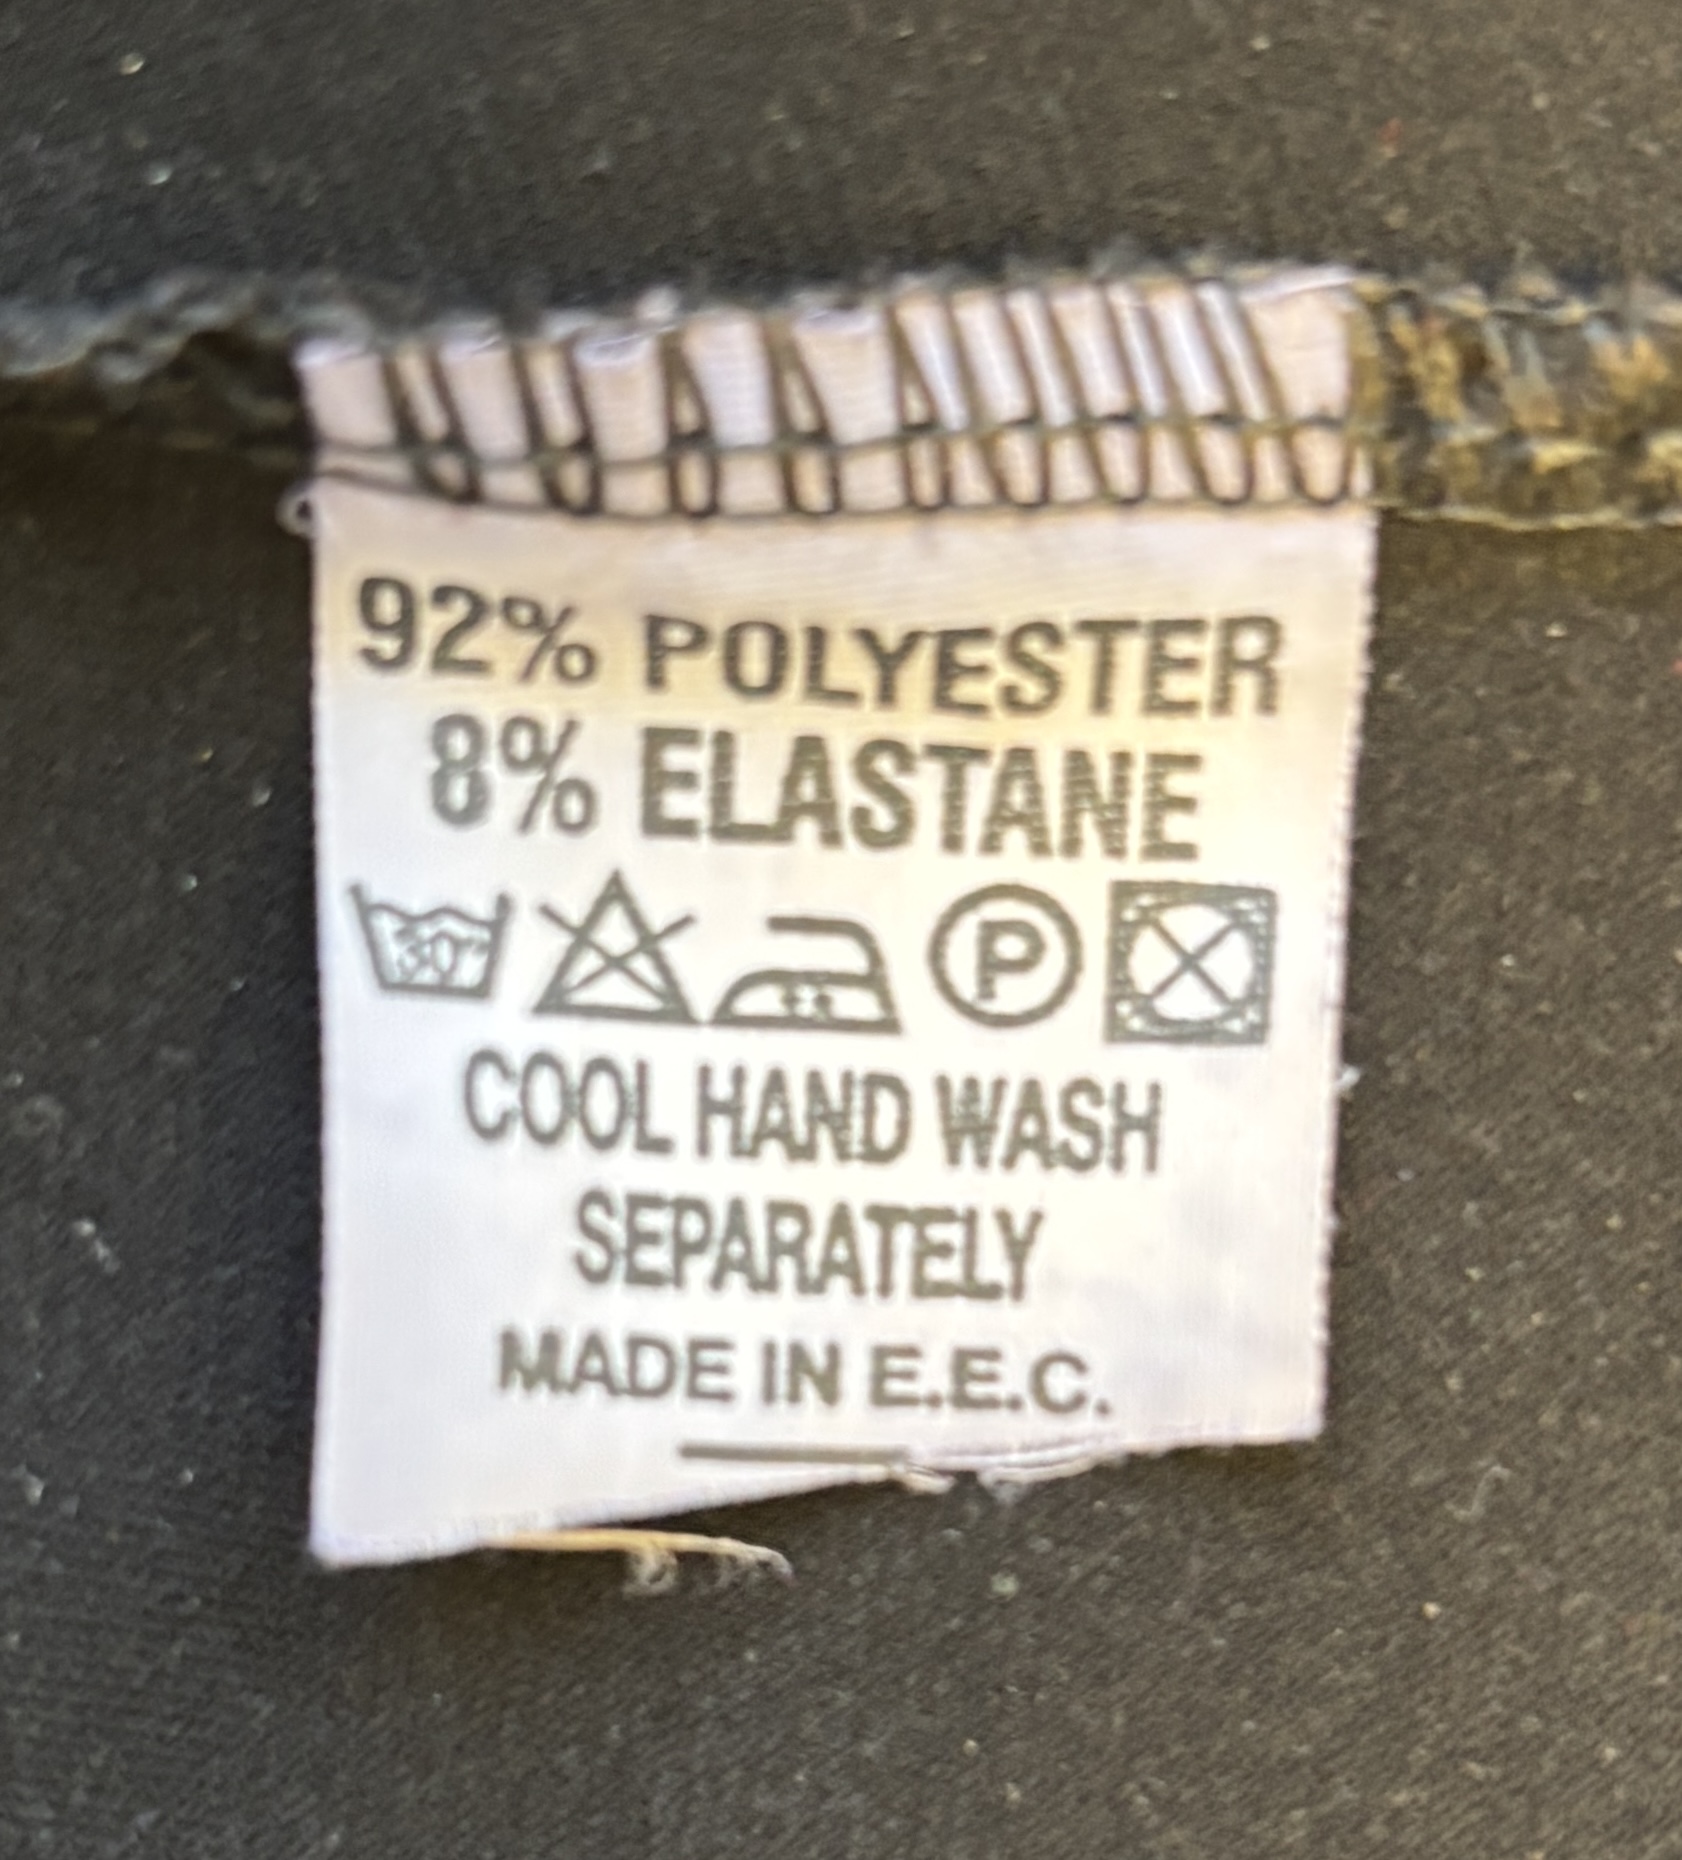 92% POLYESTER
8% ELASTANE
30° P
COOL HAND WASH
SEPARATELY
MADE IN E.E.C.